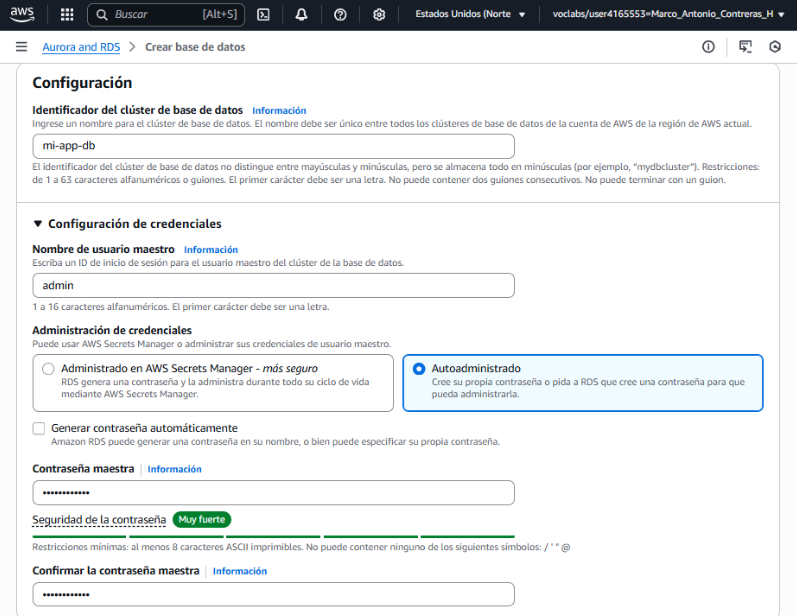 aws
Buscar [Alt+S]
Estados Unidos (Norte
voclabs/user4165553=Marco_Antonio_Contreras_H
Aurora and RDS > Crear base de datos
Configuración
Identificador del clúster de base de datos Información
Ingrese un nombre para el clúster de base de datos. El nombre debe ser único entre todos los clústeres de base de datos de la cuenta de AWS de la región de AWS actual.
mi-app-db
El identificador del clúster de base de datos no distingue entre mayúsculas y minúsculas, pero se almacena todo en minúsculas (por ejemplo, “mydbcluster”). Restricciones:
de 1 a 63 caracteres alfanuméricos o guiones. El primer carácter debe ser una letra. No puede contener dos guiones consecutivos. No puede terminar con un guion.
Configuración de credenciales
Nombre de usuario maestro Información
Escriba un ID de inicio de sesión para el usuario maestro del clúster de la base de datos.
admin
1 a 16 caracteres alfanuméricos. El primer carácter debe ser una letra.
Administración de credenciales
Puede usar AWS Secrets Manager o administrar sus credenciales de usuario maestro.
Administrado en AWS Secrets Manager - más seguro
RDS genera una contraseña y la administra durante todo su ciclo de vida
mediante AWS Secrets Manager.
Autoadministrado
Cree su propia contraseña o pida a RDS que cree una contraseña para que
pueda administrarla.
Generar contraseña automáticamente
Amazon RDS puede generar una contraseña en su nombre, o bien puede especificar su propia contraseña.
Contraseña maestra Información
••••••••••••
Seguridad de la contraseña Muy fuerte
Restricciones mínimas: al menos 8 caracteres ASCII imprimibles. No puede contener ninguno de los siguientes símbolos: / ' " @
Confirmar la contraseña maestra Información
••••••••••••